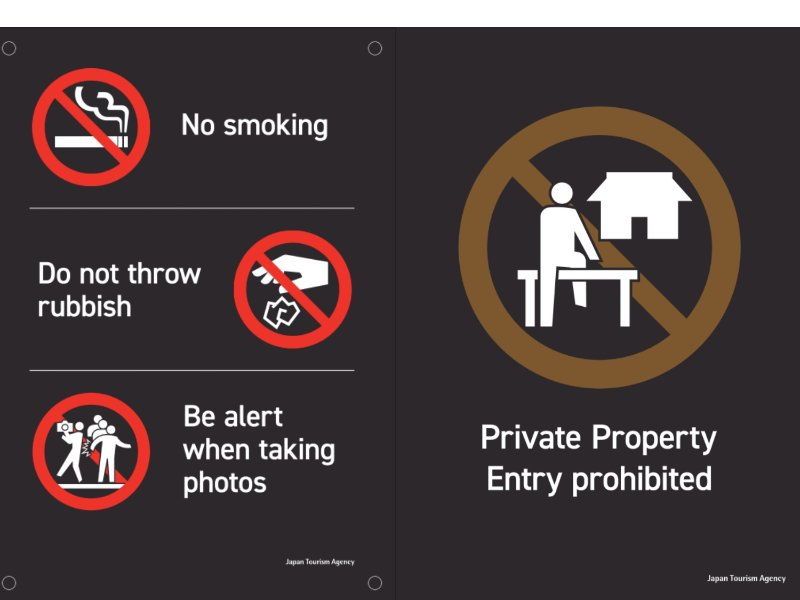 No smoking
Do not throw
rubbish
Be alert
when taking
photos
Japan Tourism Agency
Private Property
Entry prohibited
Japan Tourism Agency